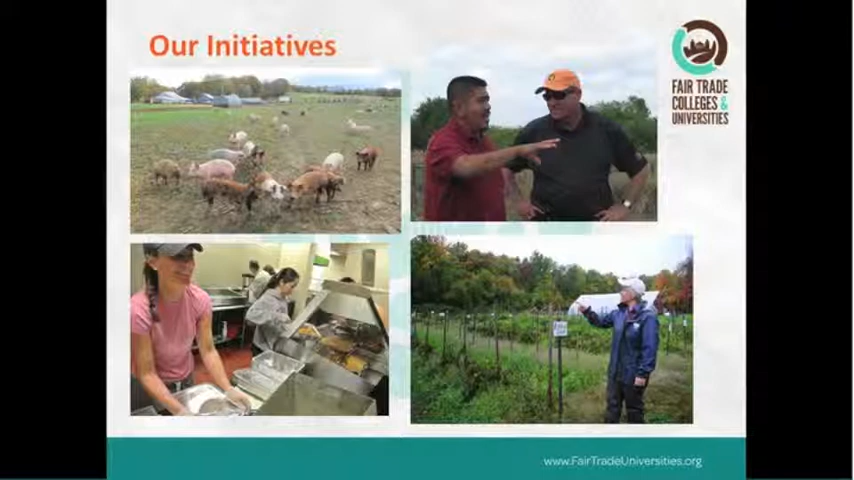 Our Initiatives
FAIR TRADE
COLLEGES &
UNIVERSITIES
www.FairTradeUniversities.org